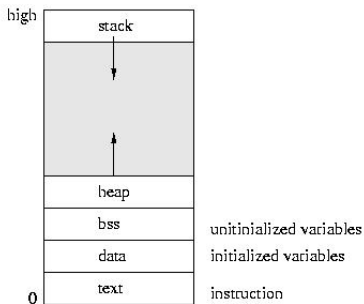 high
stack
heap
bss
unitinialized variables
data
initialized variables
text
0
instruction